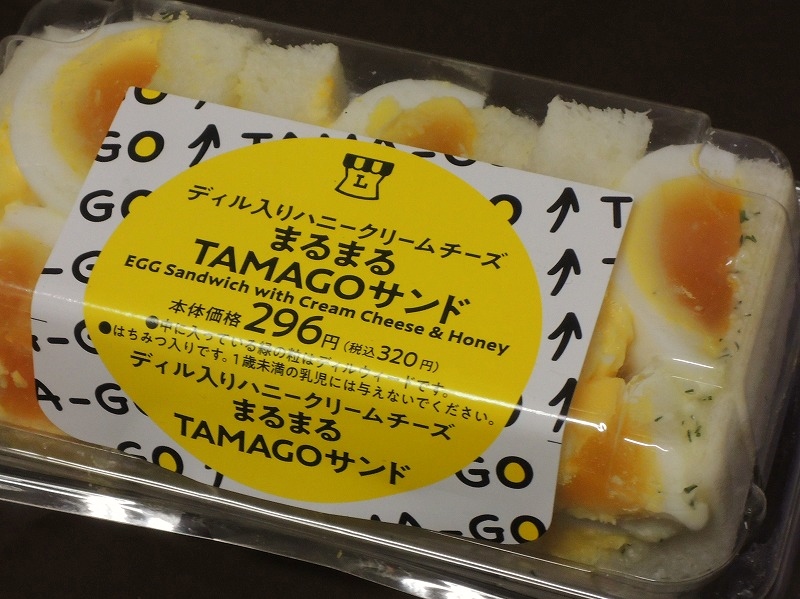 L
ディル入りハニークリームチーズ
まるまる
TAMAGOサンド
EGG Sandwich with Cream Cheese & Honey
本体価格296円(税込320円)
●中に入っている緑の粒はディルウィードです。
●はちみつ入りです。1歳未満の乳児には与えないでください。
ディル入りハニークリームチーズ
まるまる
TAMAGOサンド